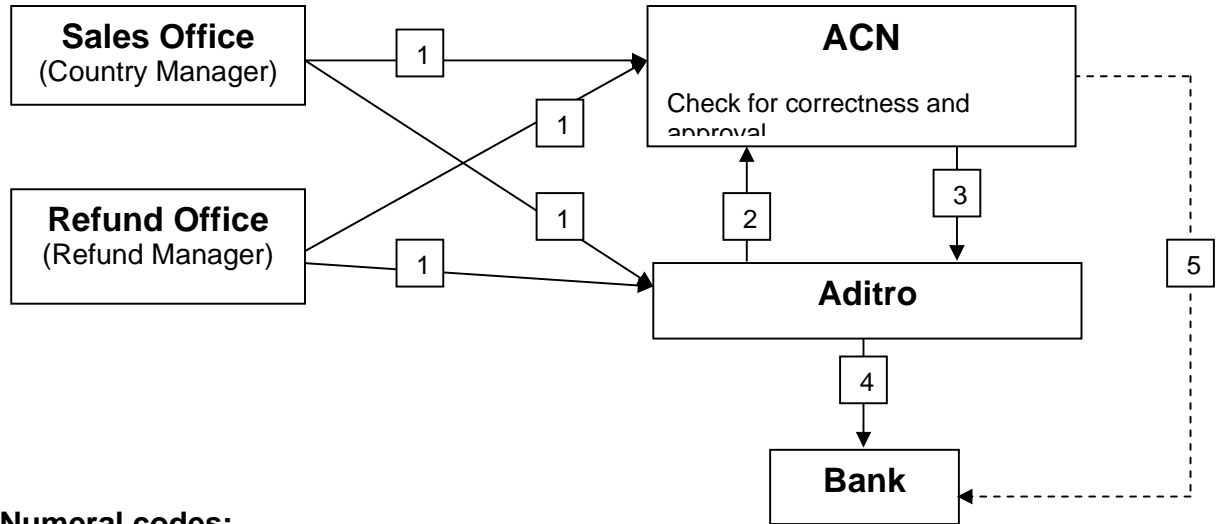 Sales Office
(Country Manager)
1
ACN
Check for correctness and
approval
1
Refund Office
(Refund Manager)
1
1
2
3
5
Aditro
4
Bank
Numeral codes: